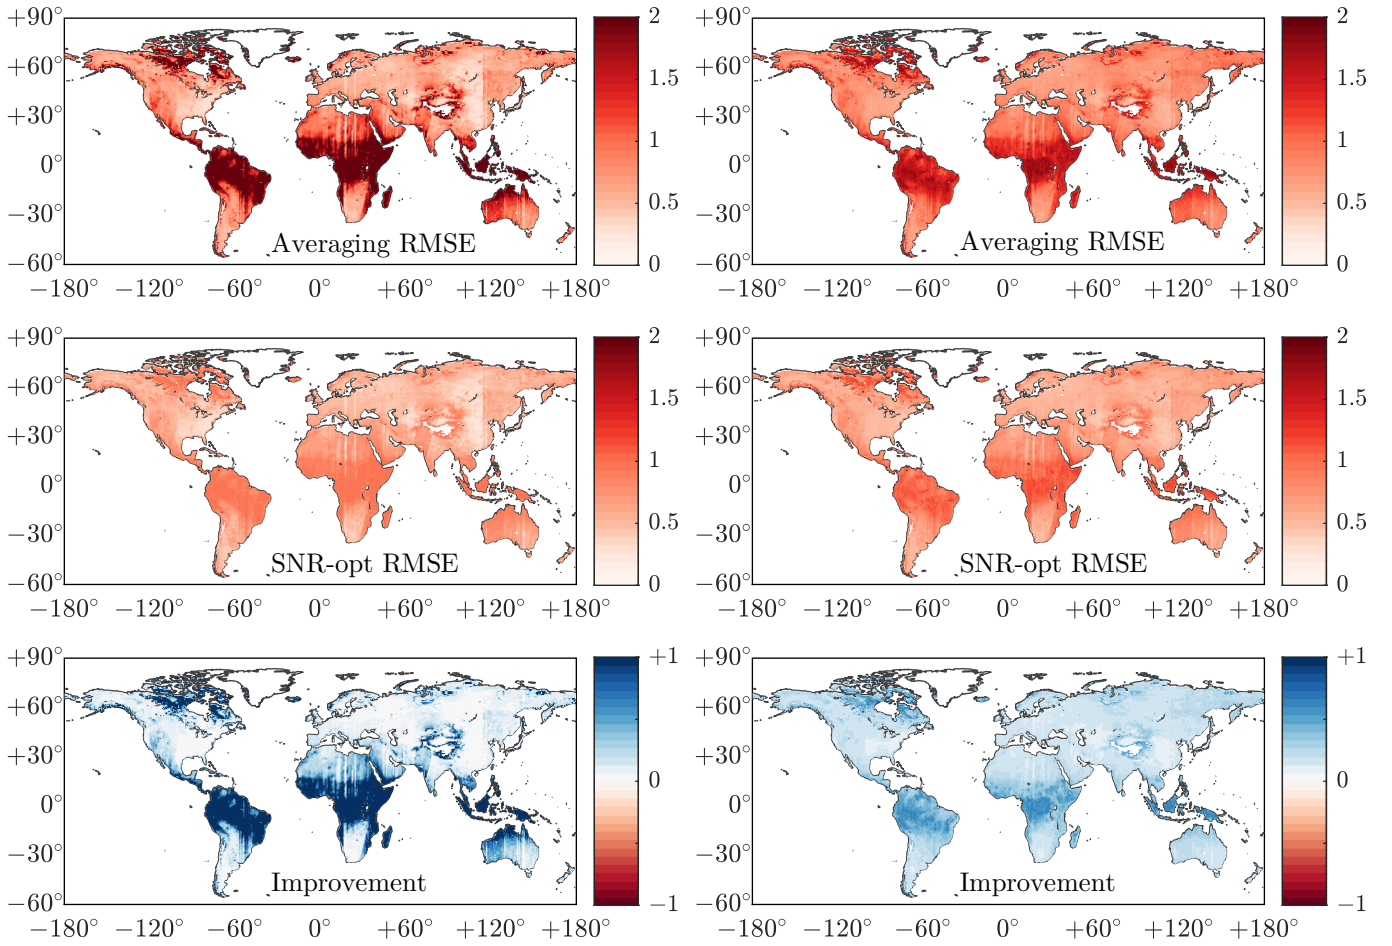 +90° 2 +90° 2
+60° 1.5 +60° 1.5
+30° 1 +30° 1
0° 0°
−30° 0.5 −30° 0.5
Averaging RMSE Averaging RMSE
−60° 0 −60° 0
−180° −120° −60° 0° +60° +120° +180° −180° −120° −60° 0° +60° +120° +180°
+90° 2 +90° 2
+60° 1.5 +60° 1.5
+30° 1 +30° 1
0° 0°
−30° 0.5 −30° 0.5
SNR-opt RMSE SNR-opt RMSE
−60° 0 −60° 0
−180° −120° −60° 0° +60° +120° +180° −180° −120° −60° 0° +60° +120° +180°
+90° +1 +90° +1
+60° +60°
+30° 0 +30° 0
0° 0°
−30° −30°
Improvement Improvement
−60° −1 −60° −1
−180° −120° −60° 0° +60° +120° +180° −180° −120° −60° 0° +60° +120° +180°